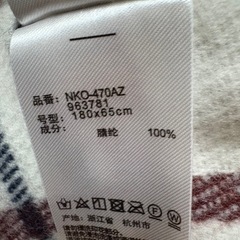 品番: NKO-470AZ
963781
号型: 180x65cm
成分: 腈纶 100%
产地: 浙江省 杭州市